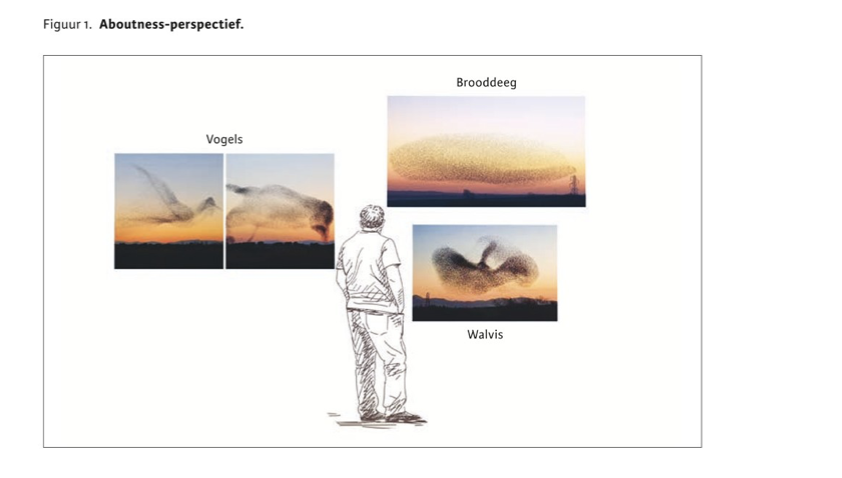 Figuur 1. Aboutness-perspectief.
Brooddeeg
Vogels
Walvis